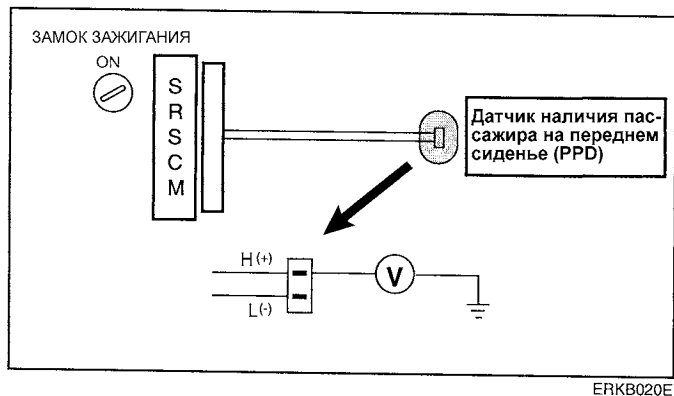 ЗАМОК ЗАЖИГАНИЯ
ON
S
R
S
C
M
Датчик наличия пас-
сажира на переднем
сиденье (PPD)
H (+)
V
L(-)
ERKB020E